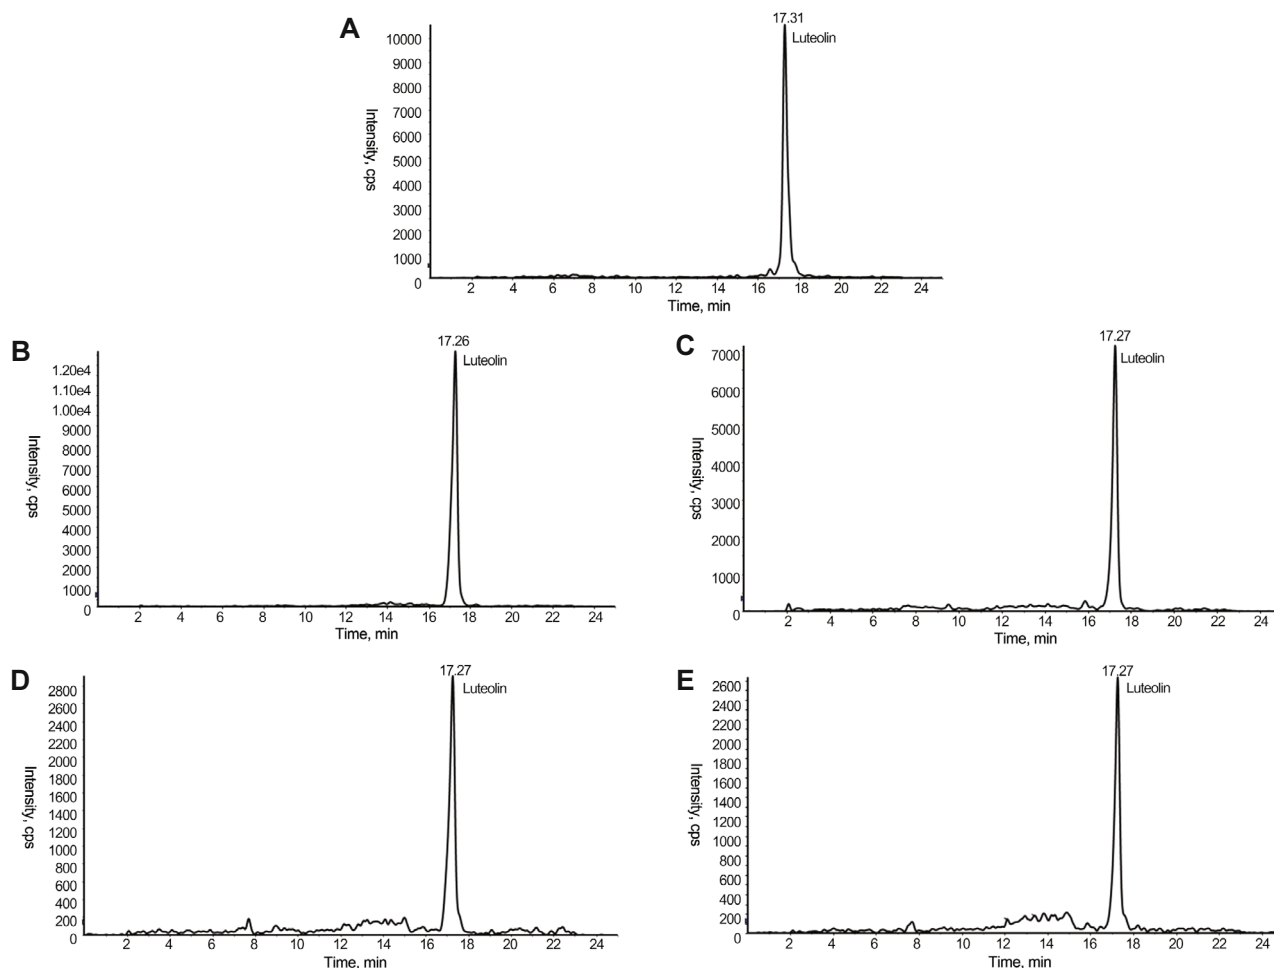 A
17.31
Luteolin
10000
9000
8000
7000
6000
5000
4000
3000
2000
1000
0
Intensity, cps
2 4 6 8 10 12 14 16 18 20 22 24
Time, min
B
17.26
Luteolin
1.20e4
1.10e4
1.00e4
9000
8000
7000
6000
5000
4000
3000
2000
1000
0
Intensity, cps
2 4 6 8 10 12 14 16 18 20 22 24
Time, min
C
17.27
Luteolin
7000
6000
5000
4000
3000
2000
1000
0
Intensity, cps
2 4 6 8 10 12 14 16 18 20 22 24
Time, min
D
17.27
Luteolin
2800
2600
2400
2200
2000
1800
1600
1400
1200
1000
800
600
400
200
0
Intensity, cps
2 4 6 8 10 12 14 16 18 20 22 24
Time, min
E
17.27
Luteolin
2600
2400
2200
2000
1800
1600
1400
1200
1000
800
600
400
200
0
Intensity, cps
2 4 6 8 10 12 14 16 18 20 22 24
Time, min